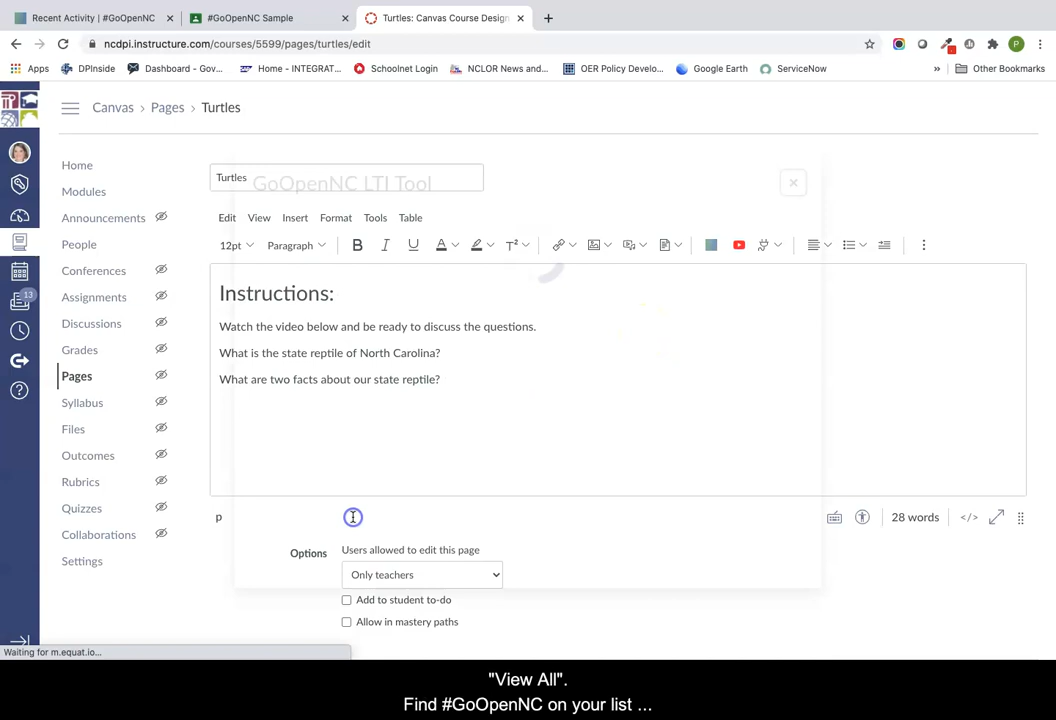 Recent Activity | #GoOpenNC
#GoOpenNC Sample
Turtles: Canvas Course Design
ncdpi.instructure.com/courses/5599/pages/turtles/edit
P
Apps
DPInside
Dashboard - Gov...
Home - INTEGRAT...
Schoolnet Login
NCLOR News and...
OER Policy Develo...
Google Earth
ServiceNow
»
Other Bookmarks
Canvas › Pages › Turtles
Home
Modules
Announcements
People
Conferences
Assignments
Discussions
Grades
Pages
Syllabus
Files
Outcomes
Rubrics
Quizzes
Collaborations
Settings
13
Turtles
GoOpenNC LTI Tool
Edit View Insert Format Tools Table
12pt Paragraph B I U A T²
Instructions:
Watch the video below and be ready to discuss the questions.
What is the state reptile of North Carolina?
What are two facts about our state reptile?
p
28 words
</>
Options
Users allowed to edit this page
Only teachers
Add to student to-do
Allow in mastery paths
Waiting for m.equat.io...
"View All".
Find #GoOpenNC on your list ...